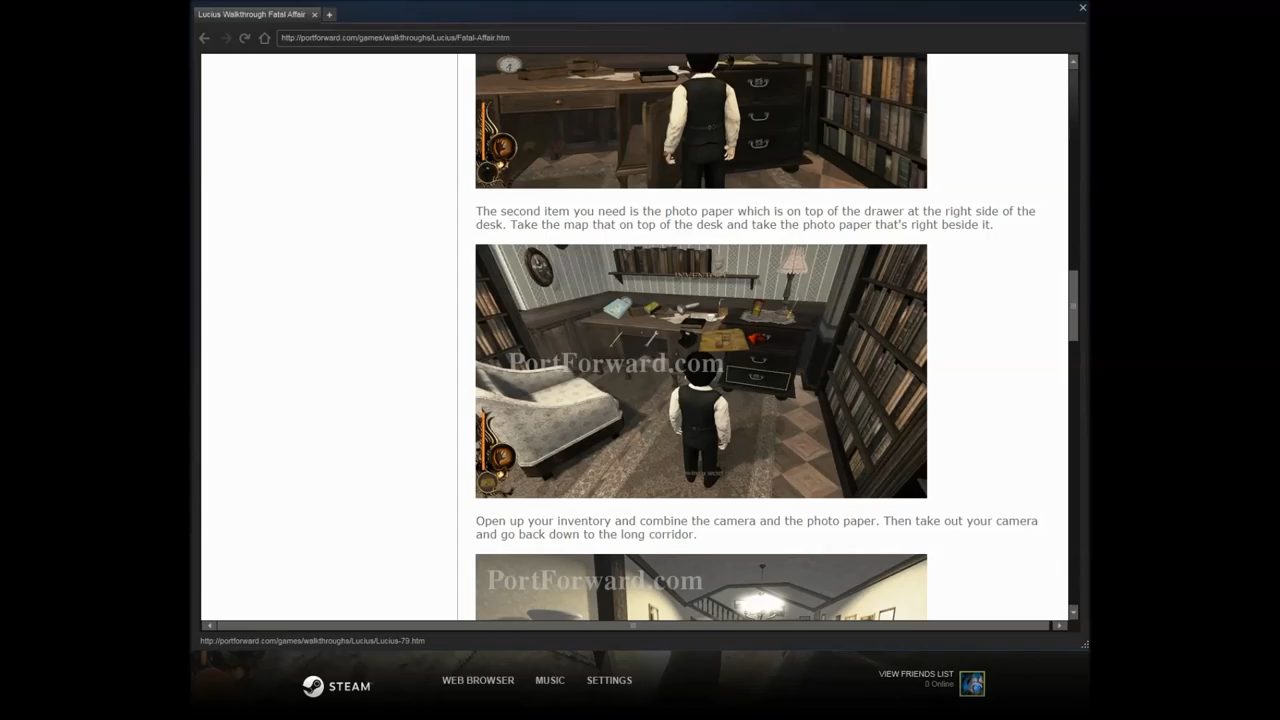 Lucius Walkthrough Fatal Affair
http://portforward.com/games/walkthroughs/Lucius/Fatal-Affair.htm
The second item you need is the photo paper which is on top of the drawer at the right side of the
desk. Take the map that on top of the desk and take the photo paper that's right beside it.
INVENTORY
PortForward.com
Open up your inventory and combine the camera and the photo paper. Then take out your camera
and go back down to the long corridor.
PortForward.com
http://portforward.com/games/walkthroughs/Lucius/Lucius-79.htm
STEAM
WEB BROWSER
MUSIC
SETTINGS
VIEW FRIENDS LIST
0 Online